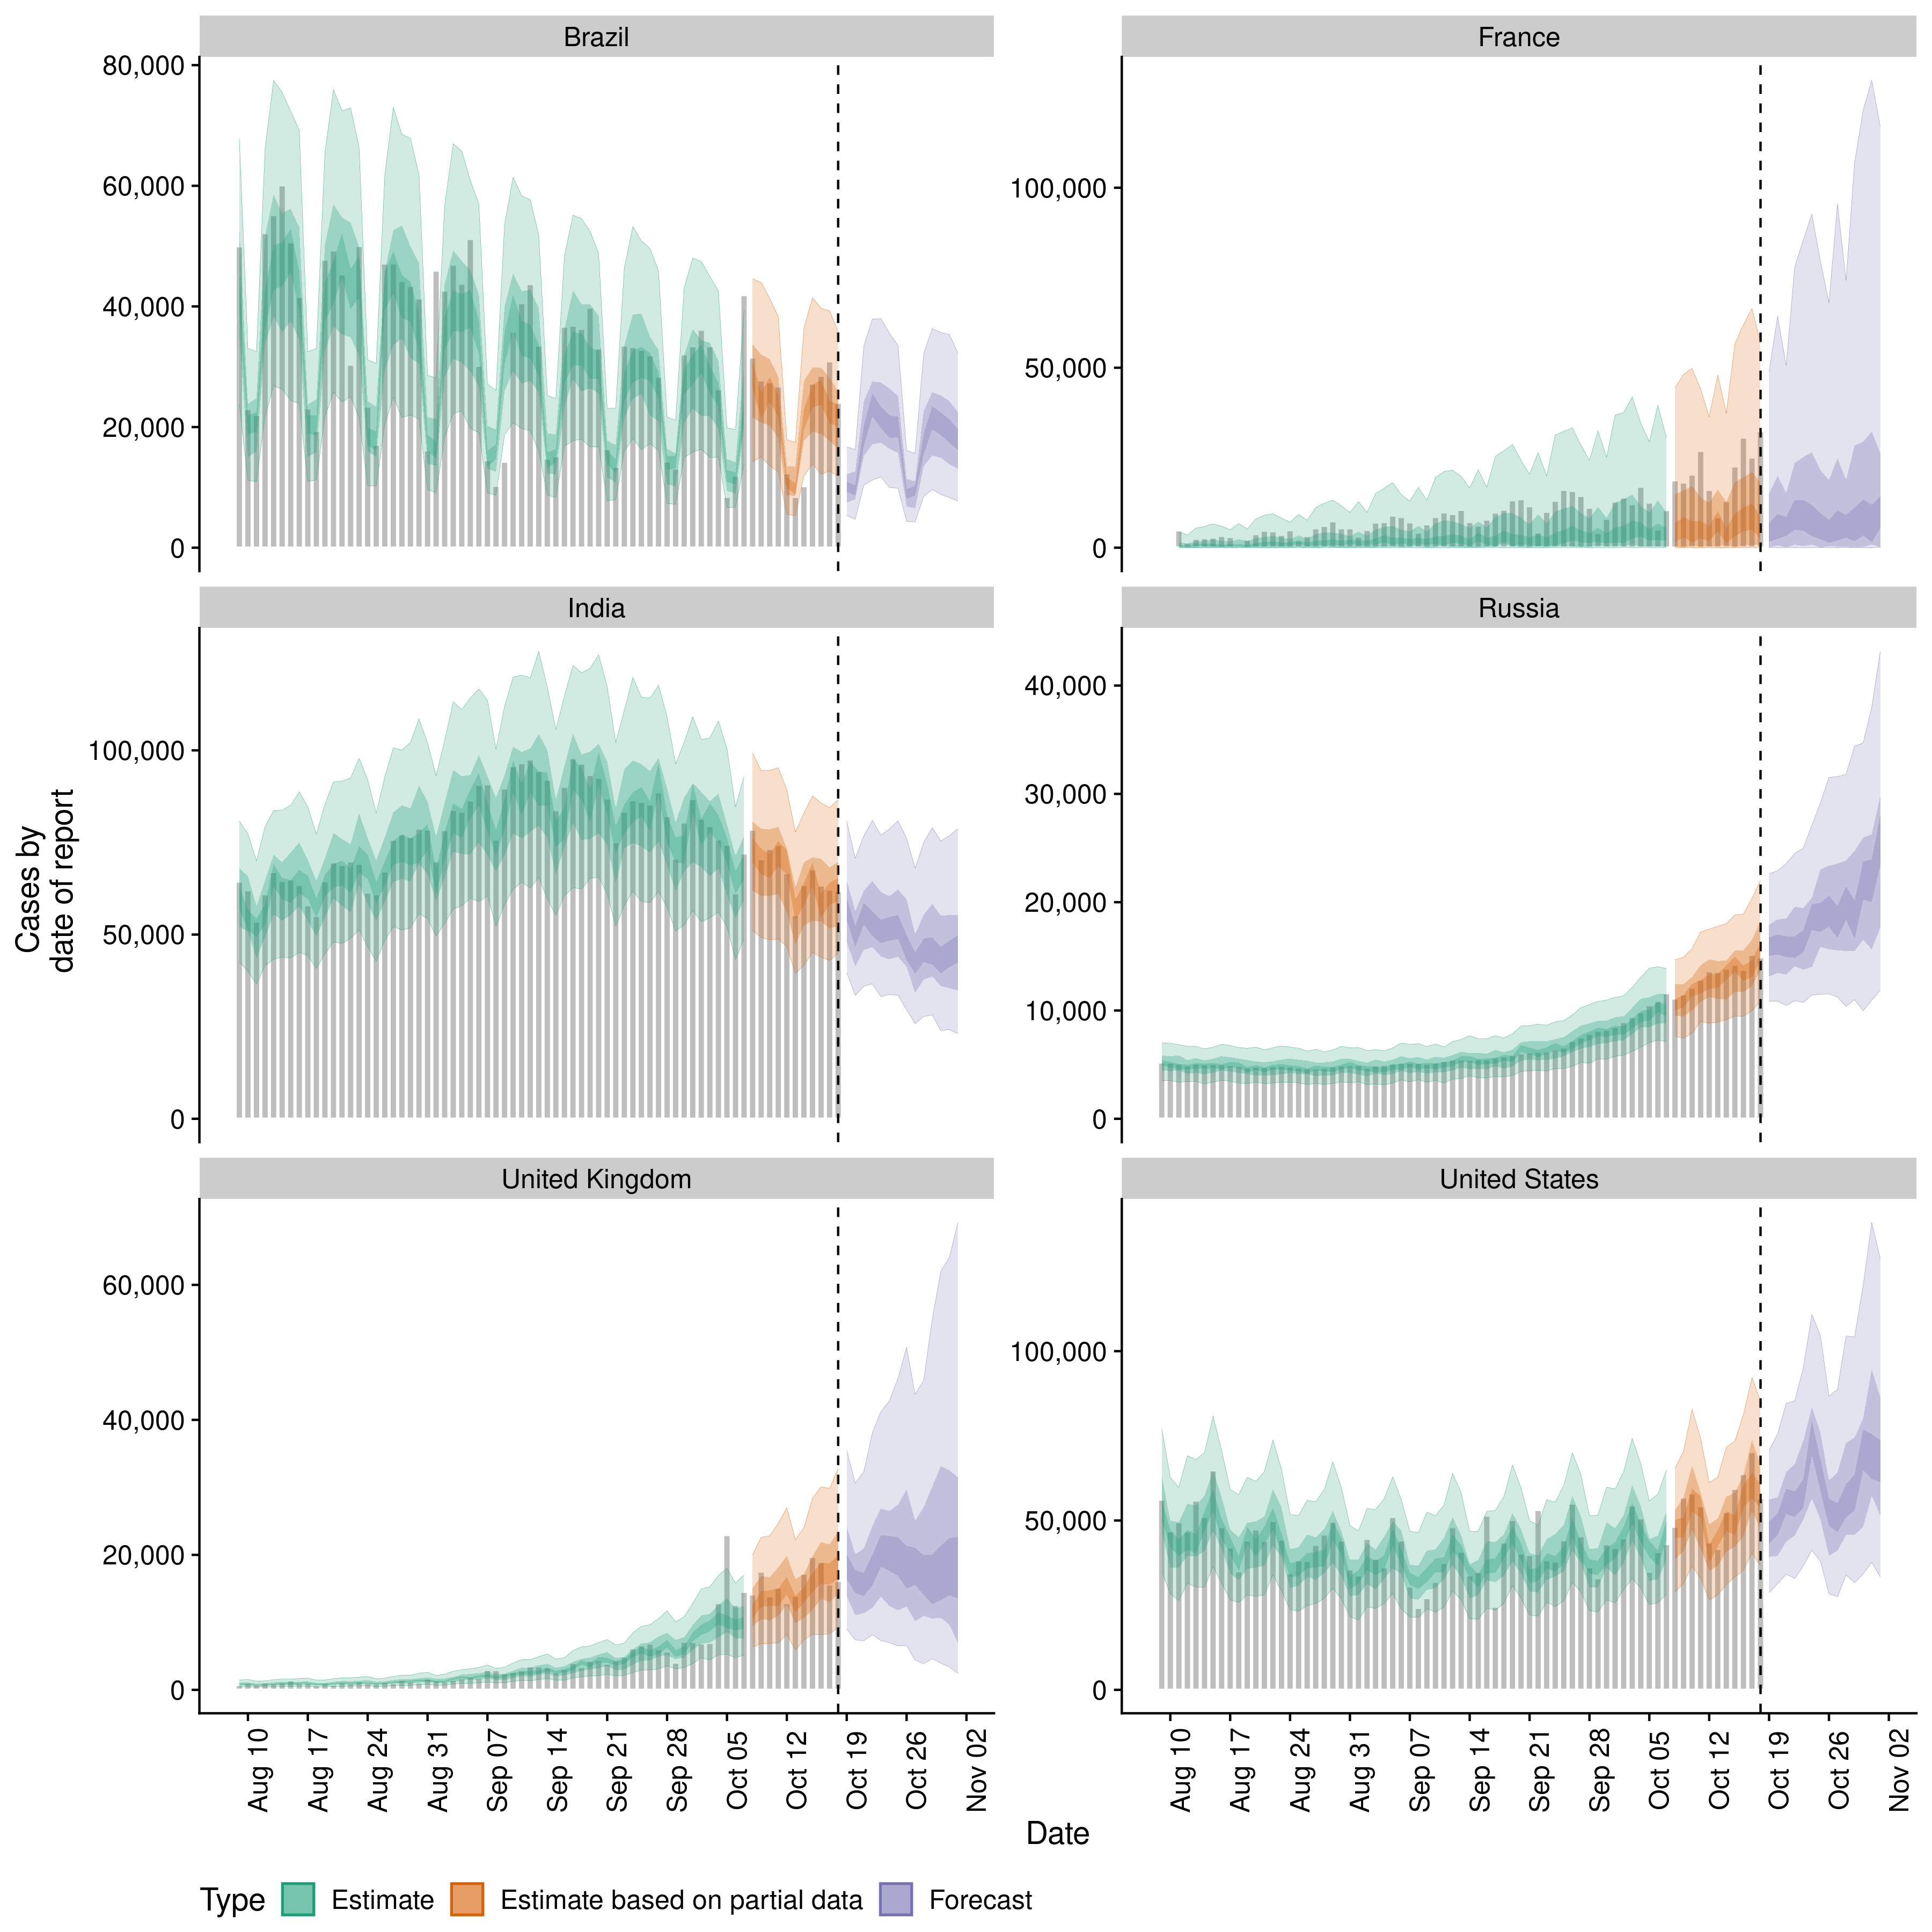 Brazil
France
80,000
60,000
40,000
20,000
0
100,000
50,000
0
India
Russia
100,000
50,000
0
40,000
30,000
20,000
10,000
0
United Kingdom
United States
60,000
40,000
20,000
0
100,000
50,000
0
Cases by
date of report
Aug 10
Aug 17
Aug 24
Aug 31
Sep 07
Sep 14
Sep 21
Sep 28
Oct 05
Oct 12
Oct 19
Oct 26
Nov 02
Aug 10
Aug 17
Aug 24
Aug 31
Sep 07
Sep 14
Sep 21
Sep 28
Oct 05
Oct 12
Oct 19
Oct 26
Nov 02
Date
Type Estimate Estimate based on partial data Forecast